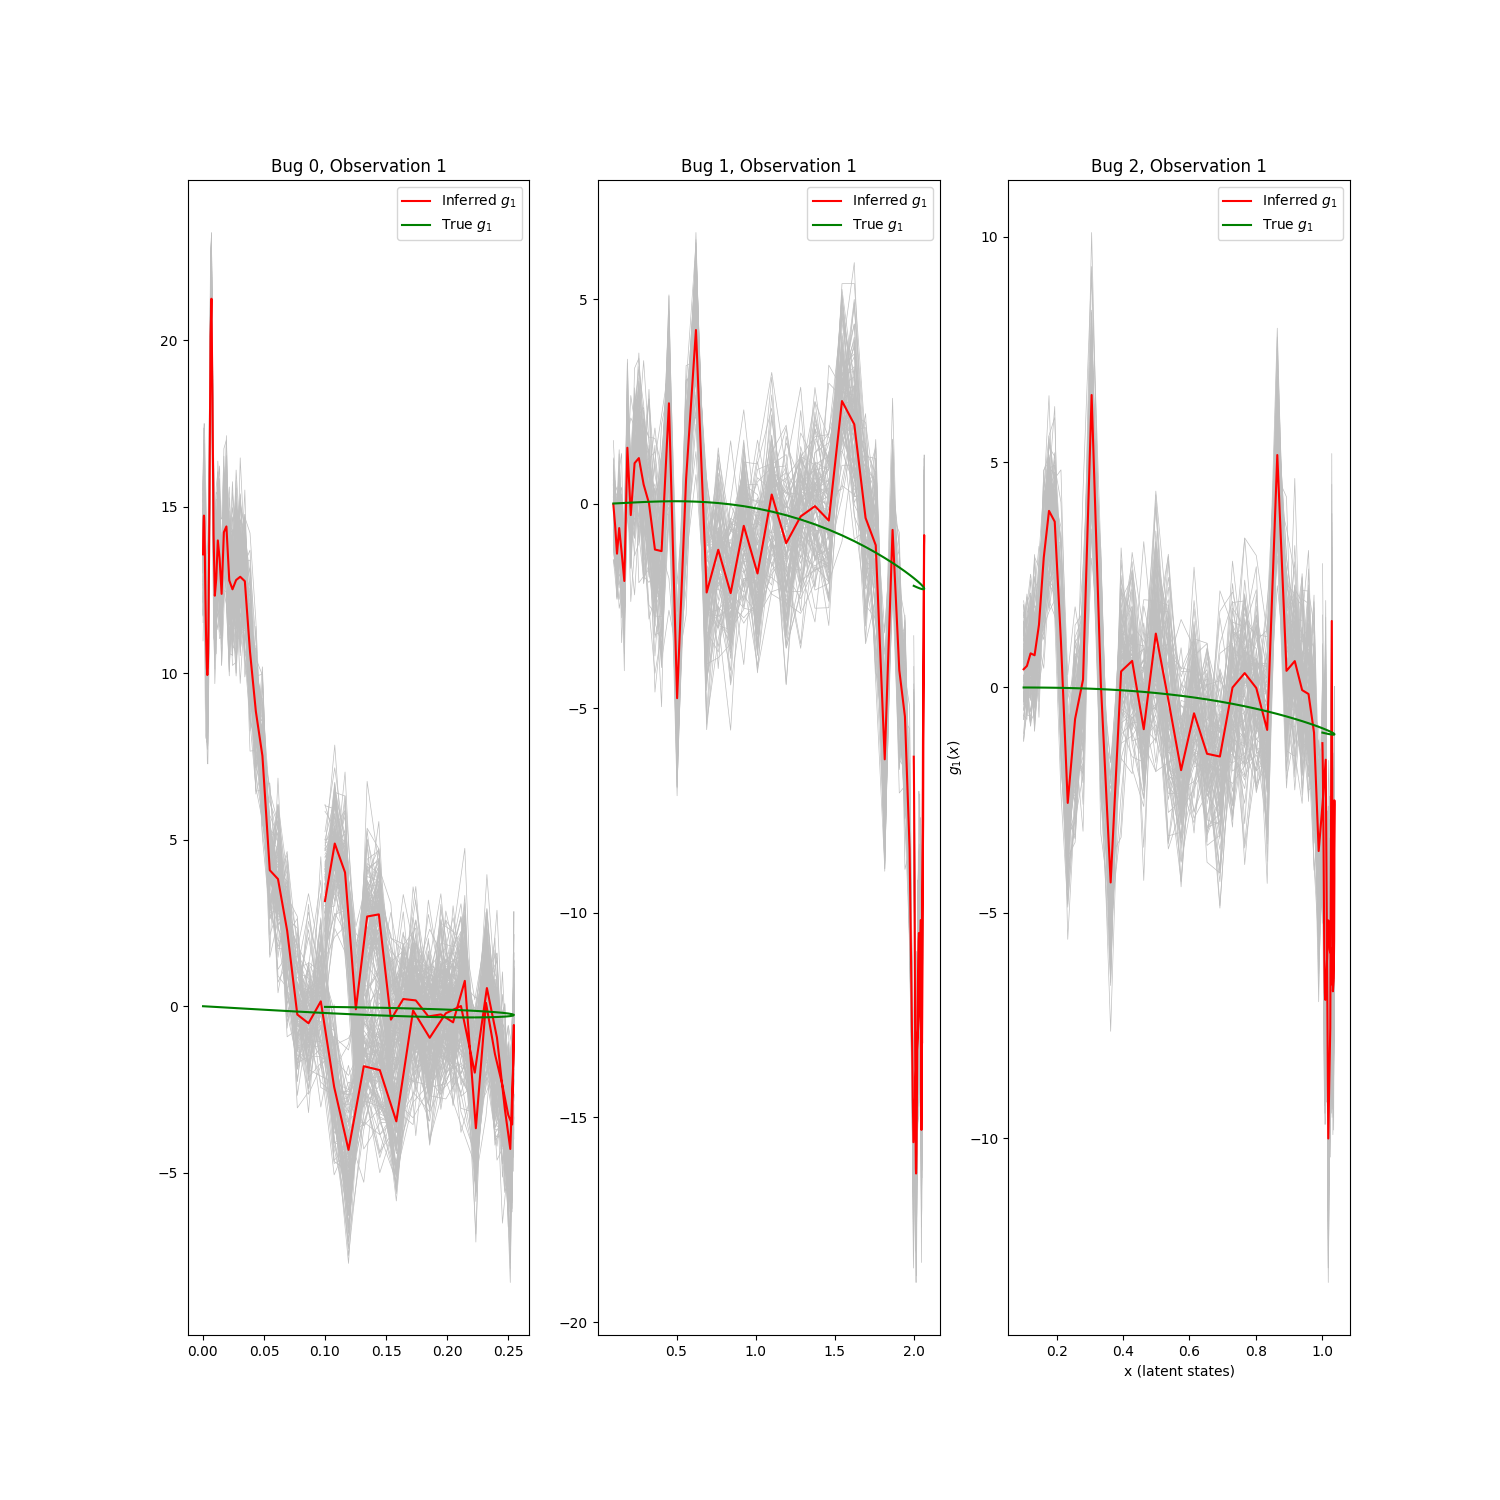 Bug 0, Observation 1
Inferred g₁
True g₁
20
15
10
5
0
−5
0.00 0.05 0.10 0.15 0.20 0.25
Bug 1, Observation 1
Inferred g₁
True g₁
5
0
−5
−10
−15
−20
0.5 1.0 1.5 2.0
Bug 2, Observation 1
Inferred g₁
True g₁
g₁(x)
10
5
0
−5
−10
0.2 0.4 0.6 0.8 1.0
x (latent states)